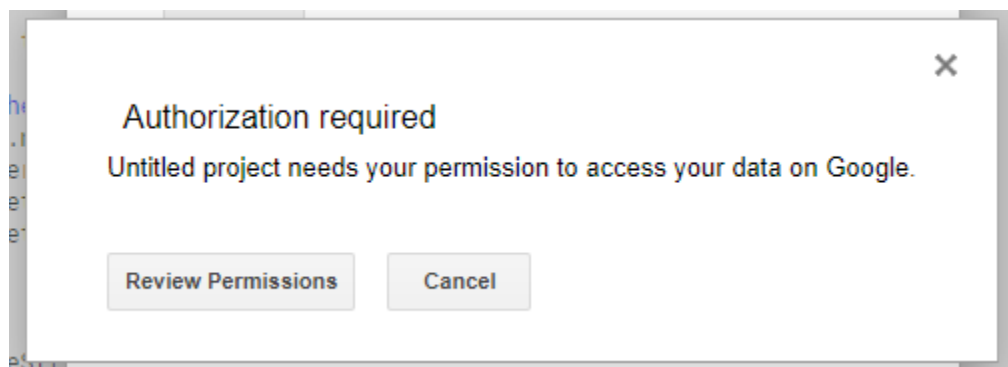 Authorization required
Untitled project needs your permission to access your data on Google.
Review Permissions
Cancel